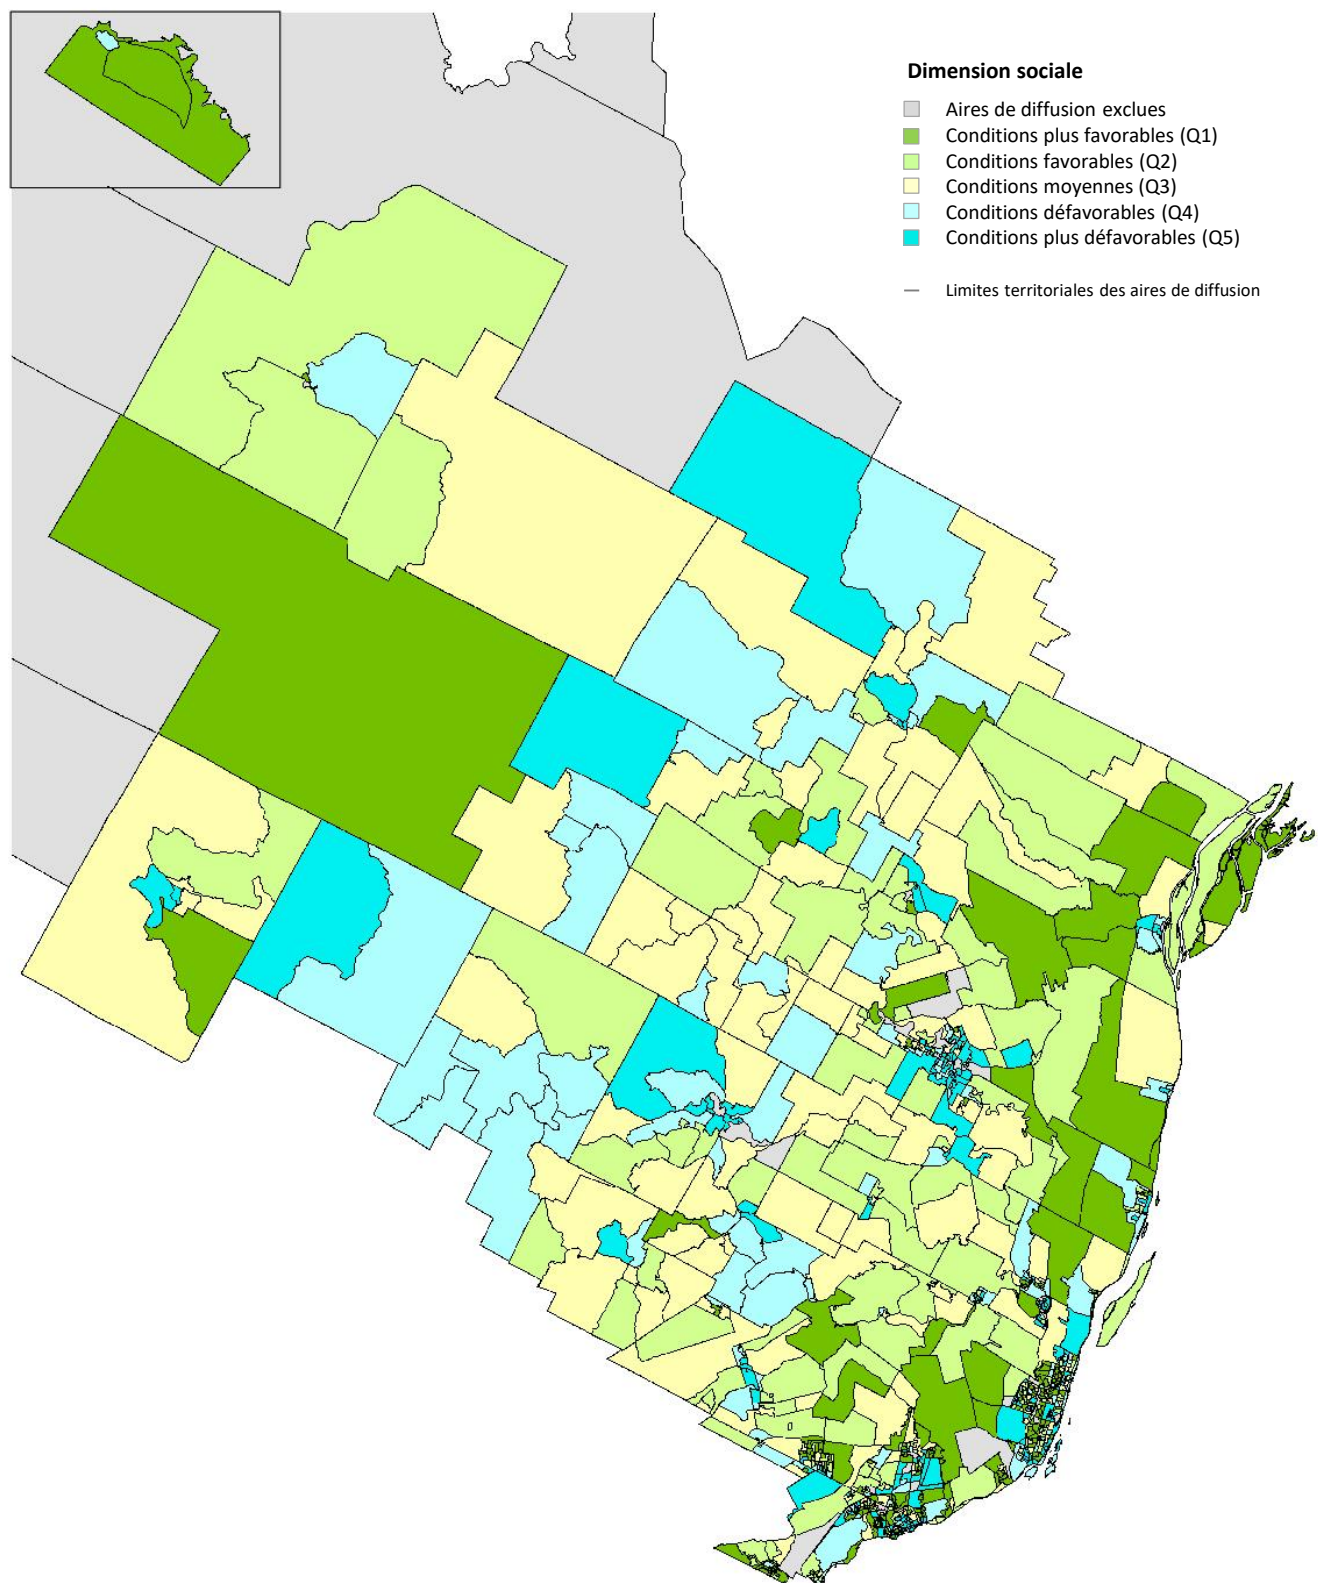 Dimension sociale
Aires de diffusion exclues
Conditions plus favorables (Q1)
Conditions favorables (Q2)
Conditions moyennes (Q3)
Conditions défavorables (Q4)
Conditions plus défavorables (Q5)
Limites territoriales des aires de diffusion